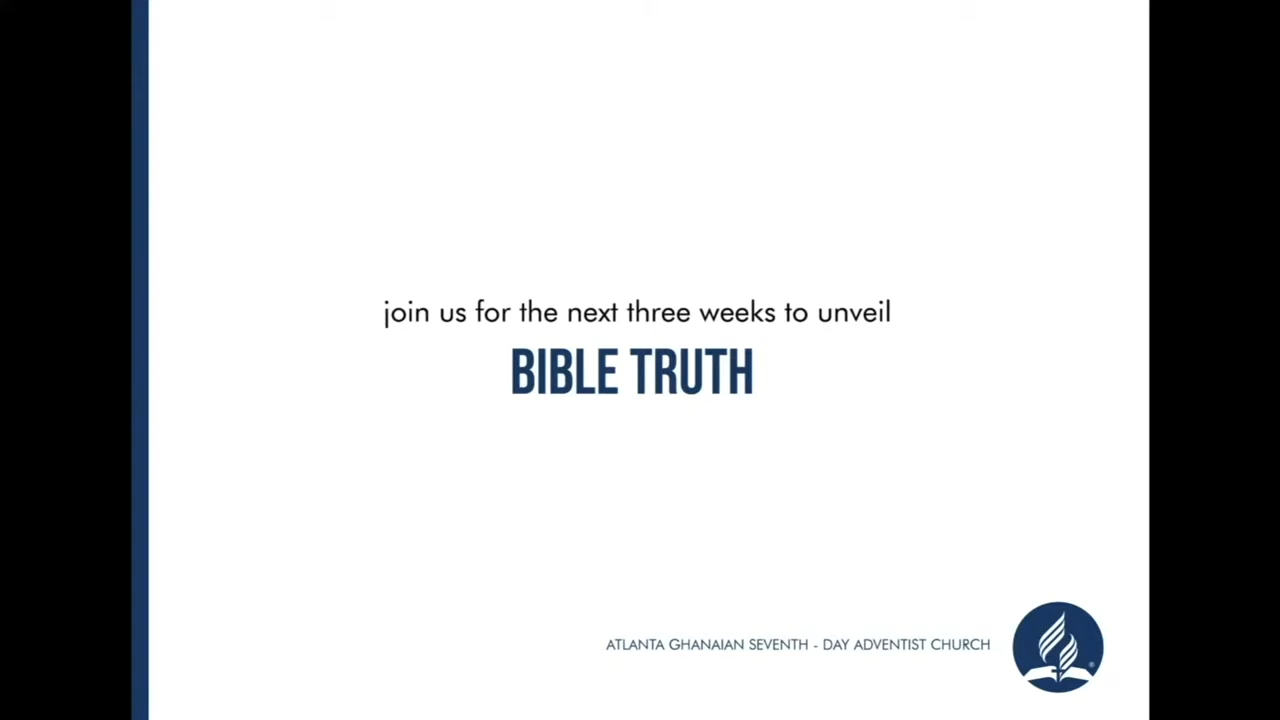 join us for the next three weeks to unveil
BIBLE TRUTH
ATLANTA GHANAIAN SEVENTH - DAY ADVENTIST CHURCH
®